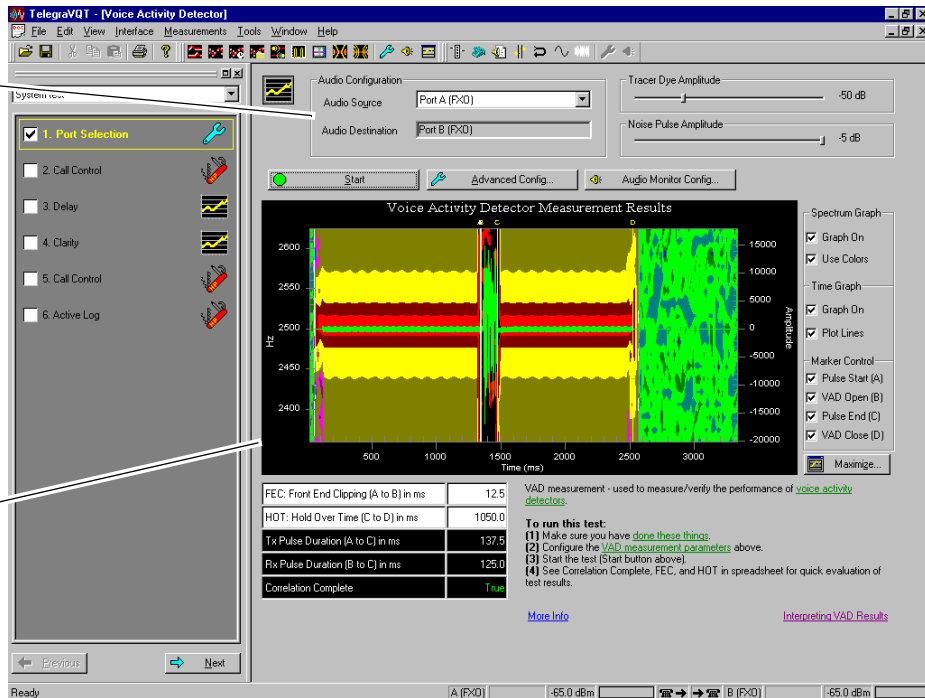 TelegraVQT - [Voice Activity Detector]
File Edit View Interface Measurements Tools Window Help
Audio Configuration
Audio Source Port A (FXO)
Audio Destination Port B (FXO)
Tracer Dye Amplitude
-50 dB
Noise Pulse Amplitude
-5 dB
System test
1. Port Selection
2. Call Control
3. Delay
4. Clarity
5. Call Control
6. Active Log
Start Advanced Config... Audio Monitor Config...
Voice Activity Detector Measurement Results
C D
2600
2550
2500
2450
2400
Hz
15000
10000
5000
0
-5000
-10000
-15000
-20000
Amplitude
500 1000 1500 2000 2500 3000
Time (ms)
Spectrum Graph
Graph On
Use Colors
Time Graph
Graph On
Plot Lines
Marker Control
Pulse Start (A)
VAD Open (B)
Pulse End (C)
VAD Close (D)
Maximize...
FEC: Front End Clipping (A to B) in ms 12.5
HOT: Hold Over Time (C to D) in ms 1050.0
Tx Pulse Duration (A to C) in ms 137.5
Rx Pulse Duration (B to C) in ms 125.0
Correlation Complete True
VAD measurement - used to measure/verify the performance of voice activity
detectors.
To run this test:
(1) Make sure you have done these things.
(2) Configure the VAD measurement parameters above.
(3) Start the test (Start button above).
(4) See Correlation Complete, FEC, and HOT in spreadsheet for quick evaluation of
test results.
More Info Interpreting VAD Results
Previous Next
Ready A (FXO) -65.0 dBm B (FXO) -65.0 dBm